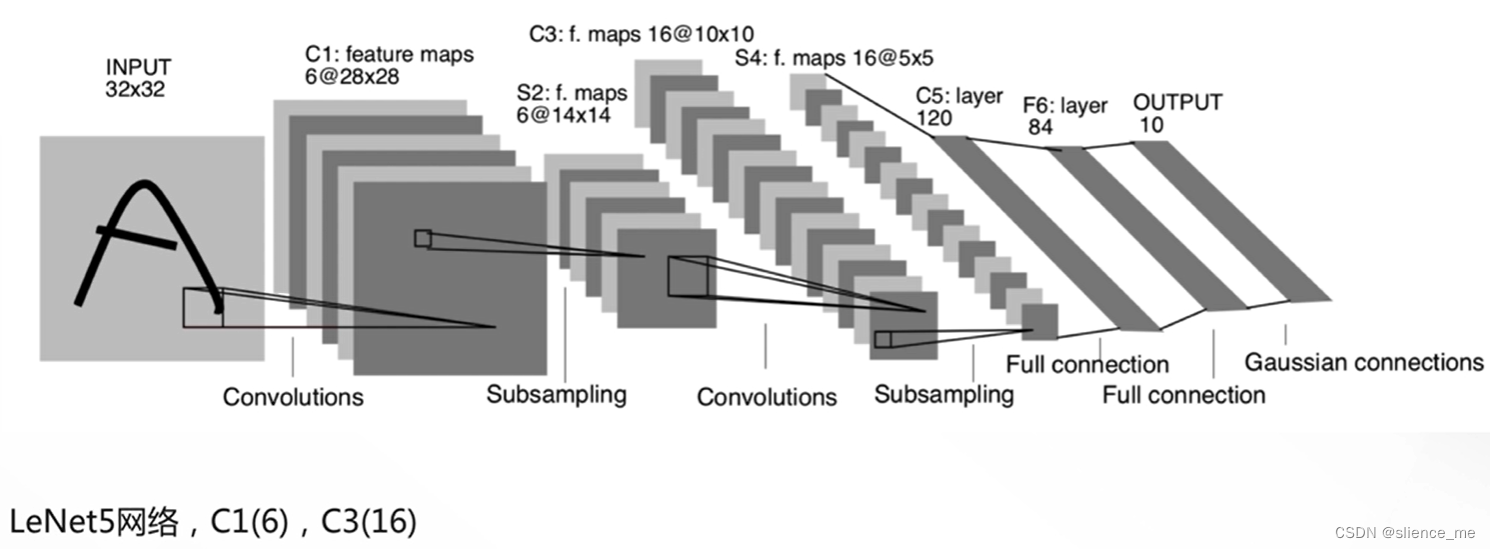 INPUT
32x32
C1: feature maps
6@28x28
S2: f. maps
6@14x14
C3: f. maps 16@10x10
S4: f. maps 16@5x5
C5: layer
120
F6: layer
84
OUTPUT
10
Convolutions
Subsampling
Convolutions
Subsampling
Full connection
Full connection
Gaussian connections
A
LeNet5网络，C1(6)，C3(16)
CSDN @slience_me